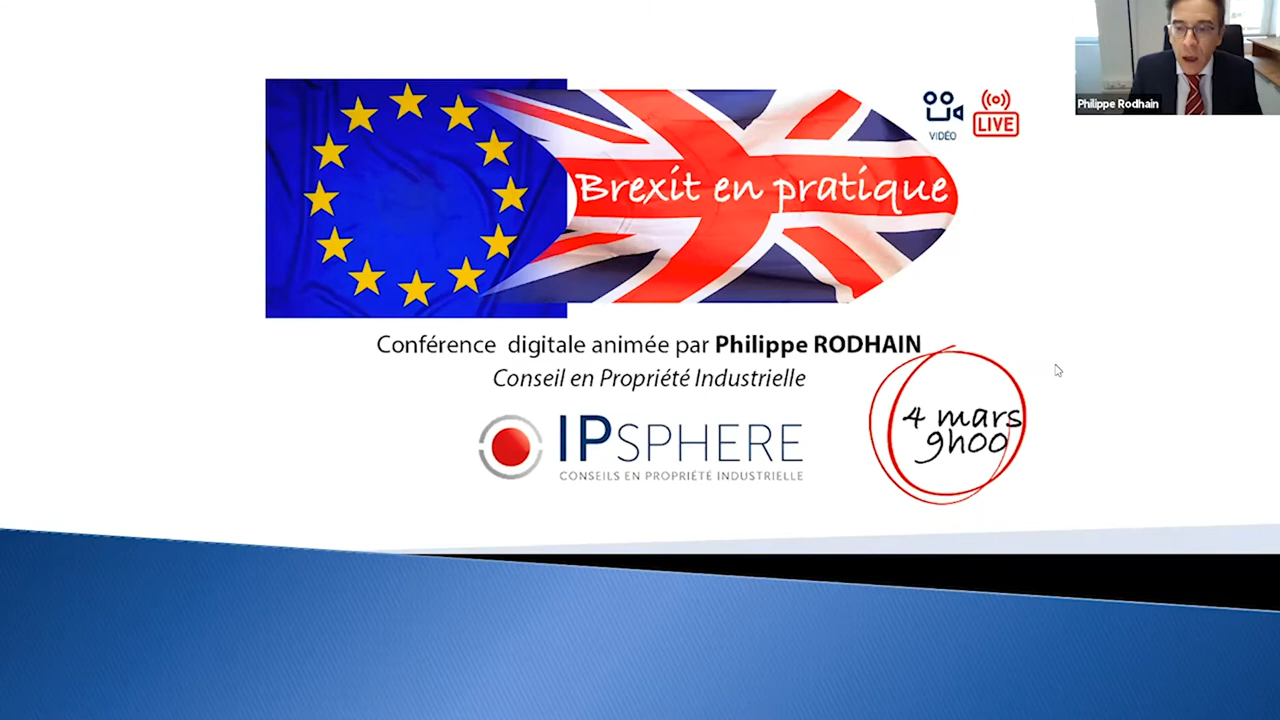 Philippe Rodhain
VIDÉO
LIVE
Brexit en pratique
Conférence digitale animée par Philippe RODHAIN
Conseil en Propriété Industrielle
4 mars
9h00
IPSPHERE
CONSEILS EN PROPRIÉTÉ INDUSTRIELLE